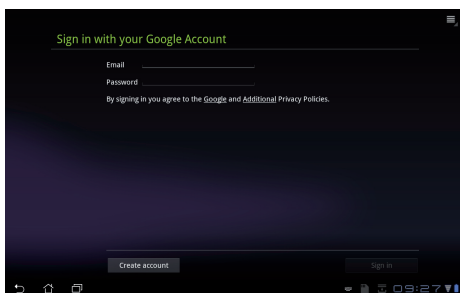 Sign in with your Google Account
Email
Password
By signing in you agree to the Google and Additional Privacy Policies.
Create account
Sign in
09:27